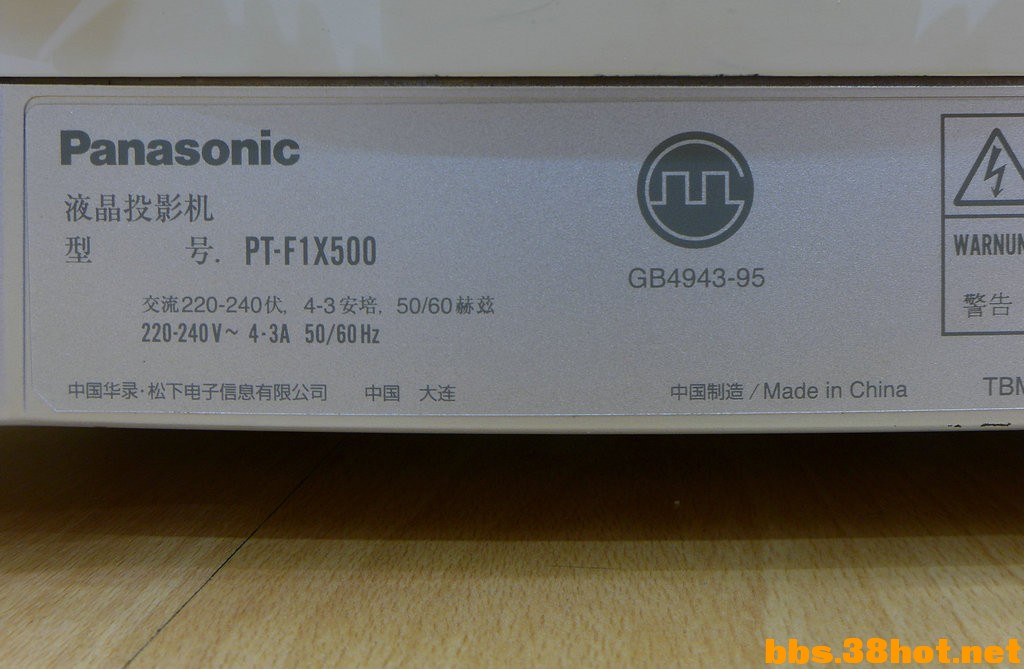 Panasonic
液晶投影机
型 号. PT-F1X500
交流220-240伏, 4-3安培, 50/60赫兹
220-240V~ 4-3A 50/60Hz
GB4943-95
警告
中国华录·松下电子信息有限公司 中国 大连
中国制造 / Made in China
bbs.38hot.net